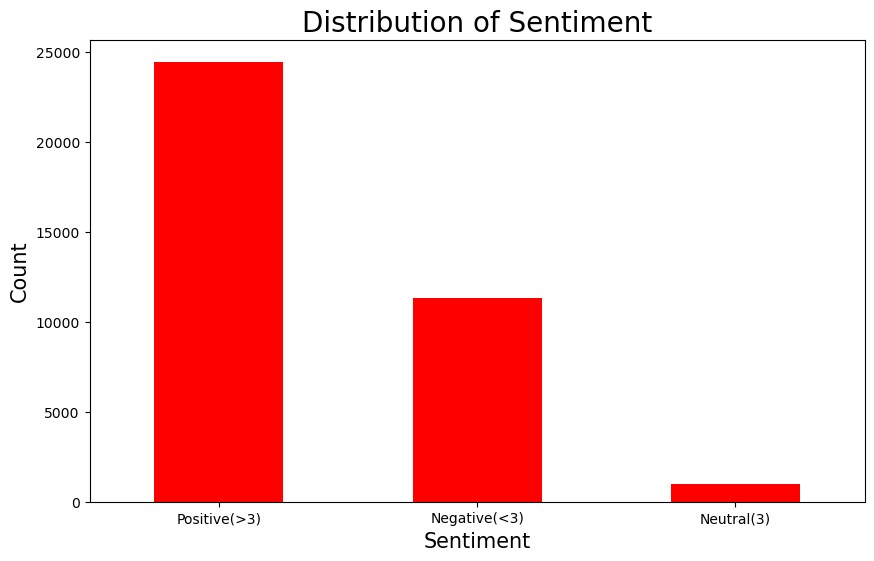 Distribution of Sentiment
25000
20000
15000
10000
5000
0
Count
Positive(>3)
Negative(<3)
Neutral(3)
Sentiment